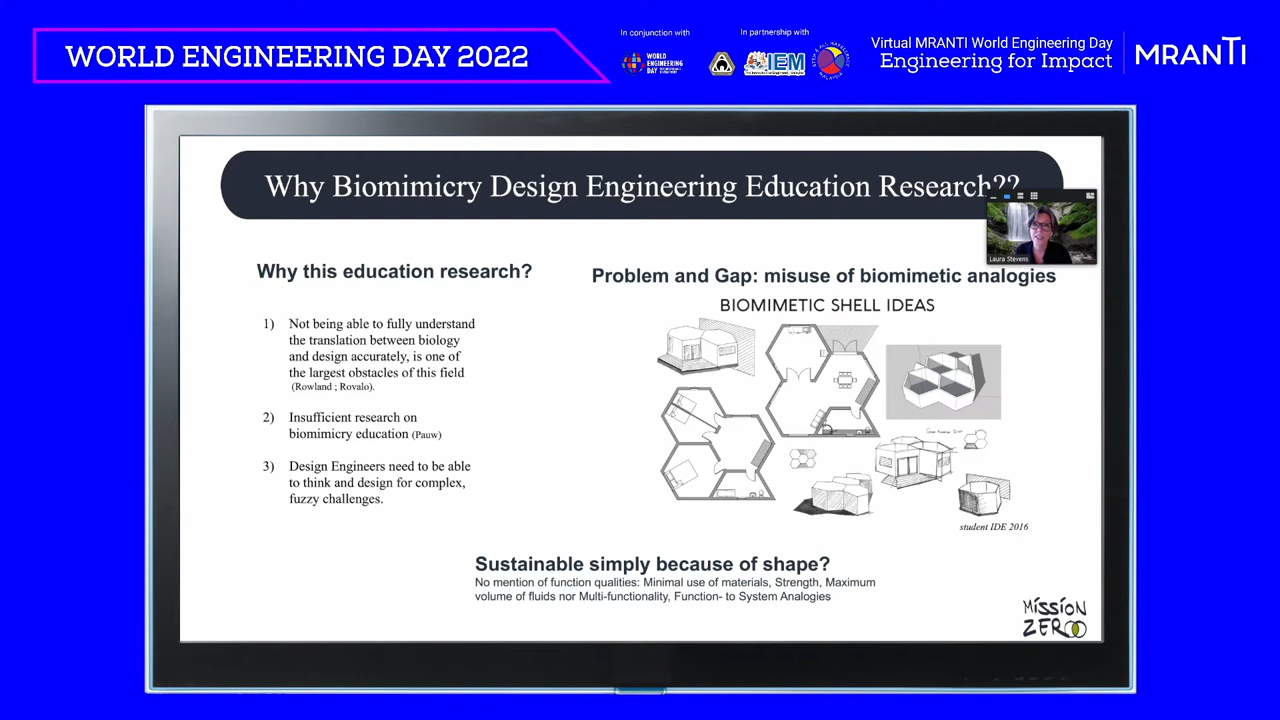 WORLD ENGINEERING DAY 2022
In conjunction with
WORLD
ENGINEERING
DAY
In partnership with
IEM
MALAYSIA
Virtual MRANTI World Engineering Day
Engineering for Impact
MRANTI
Why Biomimicry Design Engineering Education Research??
Laura Stevens
Why this education research?
1) Not being able to fully understand
the translation between biology
and design accurately, is one of
the largest obstacles of this field
(Rowland ; Rovalo).
2) Insufficient research on
biomimicry education (Pauw)
3) Design Engineers need to be able
to think and design for complex,
fuzzy challenges.
Problem and Gap: misuse of biomimetic analogies
BIOMIMETIC SHELL IDEAS
student IDE 2016
Sustainable simply because of shape?
No mention of function qualities: Minimal use of materials, Strength, Maximum
volume of fluids nor Multi-functionality, Function- to System Analogies
MISSION
ZERO